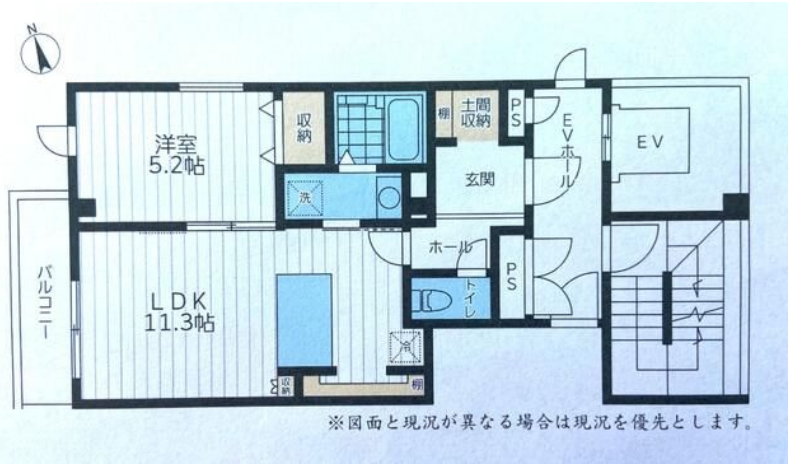 N
洋室
5.2帖
収納
棚
土間
収納
PS
EVホール
EV
洗
玄関
ホール
バルコニー
LDK
11.3帖
トイレ
PS
冷
収納
棚
※図面と現況が異なる場合は現況を優先とします。